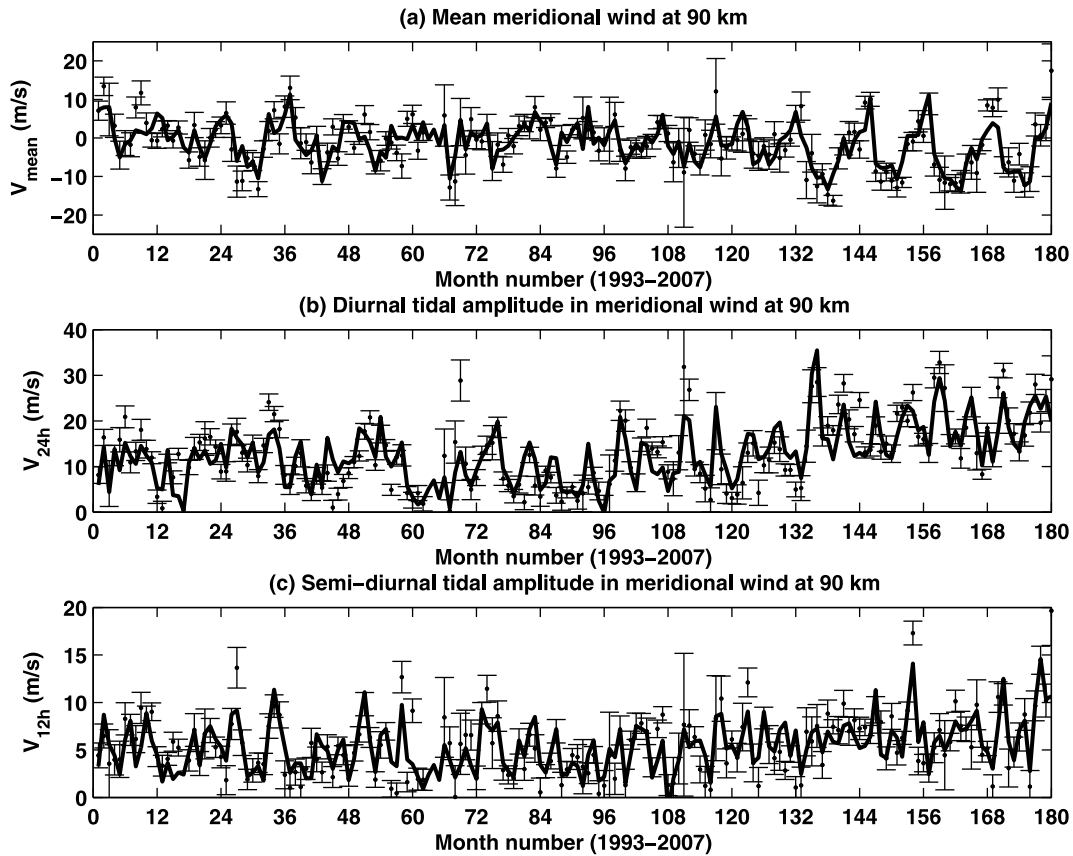 (a) Mean meridional wind at 90 km
V_mean (m/s)
20
10
0
−10
−20
0 12 24 36 48 60 72 84 96 108 120 132 144 156 168 180
Month number (1993−2007)
(b) Diurnal tidal amplitude in meridional wind at 90 km
V_24h (m/s)
40
30
20
10
0
0 12 24 36 48 60 72 84 96 108 120 132 144 156 168 180
Month number (1993−2007)
(c) Semi−diurnal tidal amplitude in meridional wind at 90 km
V_12h (m/s)
20
15
10
5
0
0 12 24 36 48 60 72 84 96 108 120 132 144 156 168 180
Month number (1993−2007)